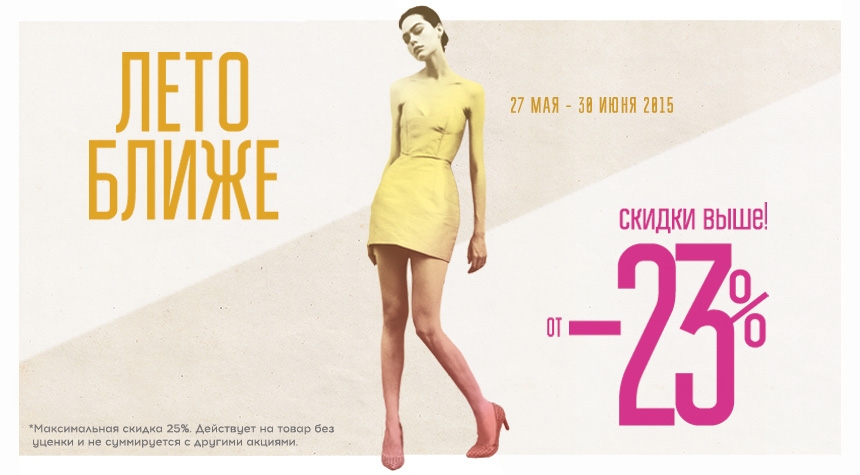 ЛЕТО
БЛИЖЕ
27 МАЯ – 30 ИЮНЯ 2015
СКИДКИ ВЫШЕ!
ОТ –23%
*Максимальная скидка 25%. Действует на товар без
уценки и не суммируется с другими акциями.